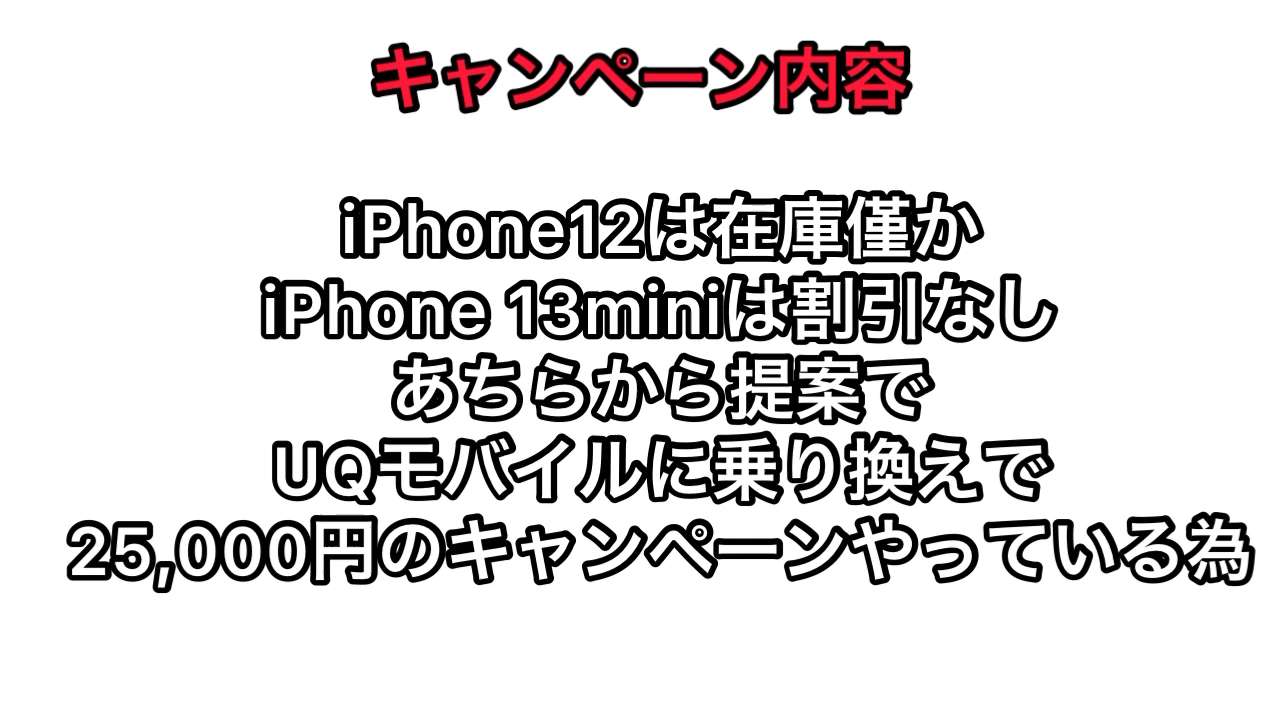 キャンペーン内容
iPhone12は在庫僅か
iPhone 13miniは割引なし
あちらから提案で
UQモバイルに乗り換えで
25,000円のキャンペーンやっている為